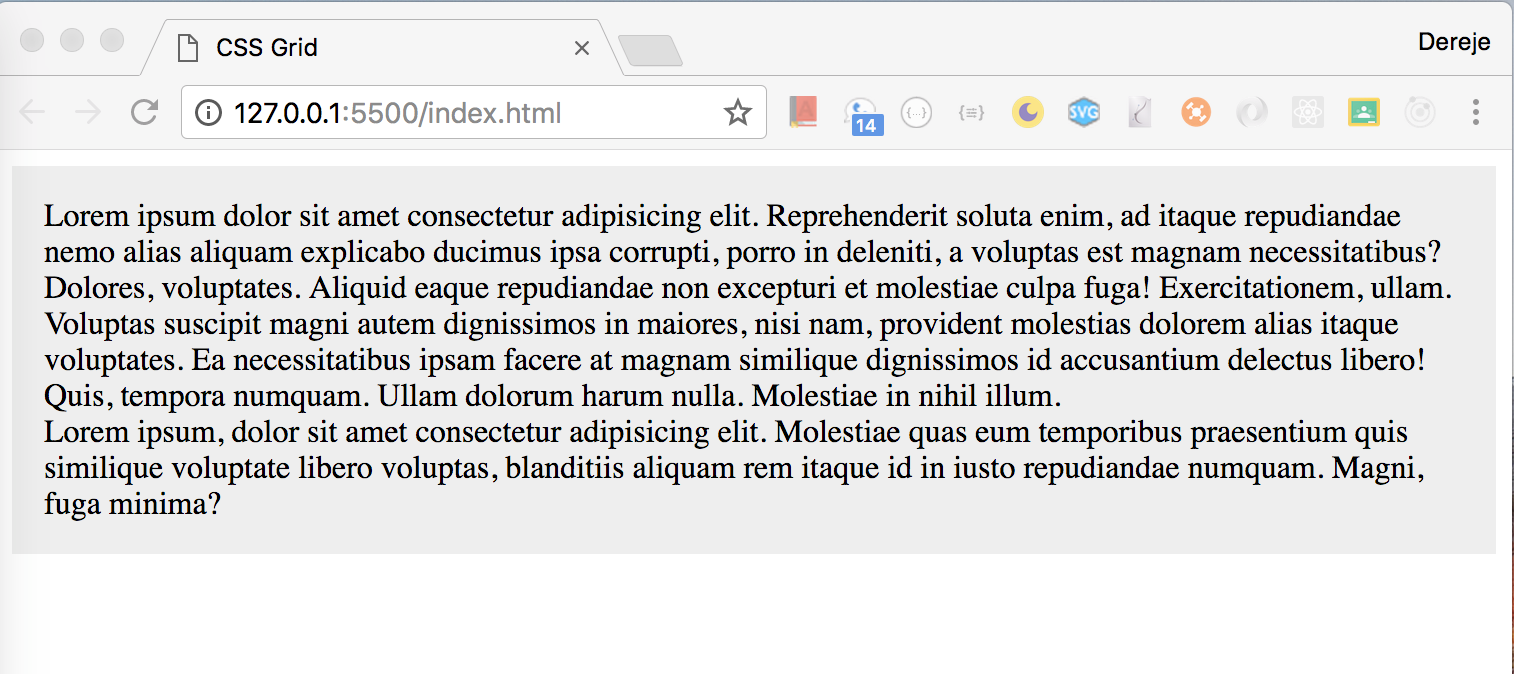 CSS Grid
Dereje
127.0.0.1:5500/index.html
A
14
{...}
{≡}
SVG
Lorem ipsum dolor sit amet consectetur adipisicing elit. Reprehenderit soluta enim, ad itaque repudiandae
nemo alias aliquam explicabo ducimus ipsa corrupti, porro in deleniti, a voluptas est magnam necessitatibus?
Dolores, voluptates. Aliquid eaque repudiandae non excepturi et molestiae culpa fuga! Exercitationem, ullam.
Voluptas suscipit magni autem dignissimos in maiores, nisi nam, provident molestias dolorem alias itaque
voluptates. Ea necessitatibus ipsam facere at magnam similique dignissimos id accusantium delectus libero!
Quis, tempora numquam. Ullam dolorum harum nulla. Molestiae in nihil illum.
Lorem ipsum, dolor sit amet consectetur adipisicing elit. Molestiae quas eum temporibus praesentium quis
similique voluptate libero voluptas, blanditiis aliquam rem itaque id in iusto repudiandae numquam. Magni,
fuga minima?